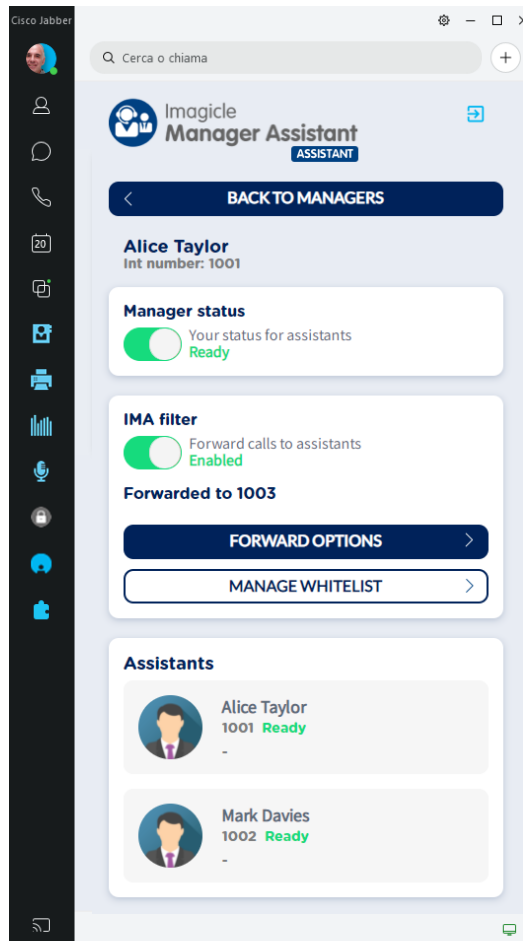 Cisco Jabber
Cerca o chiama
20
Imagicle
Manager Assistant
ASSISTANT
BACK TO MANAGERS
Alice Taylor
Int number: 1001
Manager status
Your status for assistants
Ready
IMA filter
Forward calls to assistants
Enabled
Forwarded to 1003
FORWARD OPTIONS
MANAGE WHITELIST
Assistants
Alice Taylor
1001 Ready
-
Mark Davies
1002 Ready
-